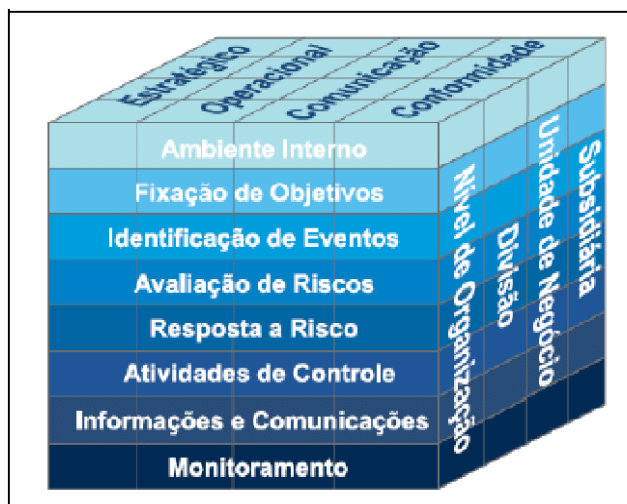 Estratégico
Operacional
Comunicação
Conformidade
Ambiente Interno
Fixação de Objetivos
Identificação de Eventos
Avaliação de Riscos
Resposta a Risco
Atividades de Controle
Informações e Comunicações
Monitoramento
Nível de Organização
Divisão
Unidade de Negócio
Subsidiária